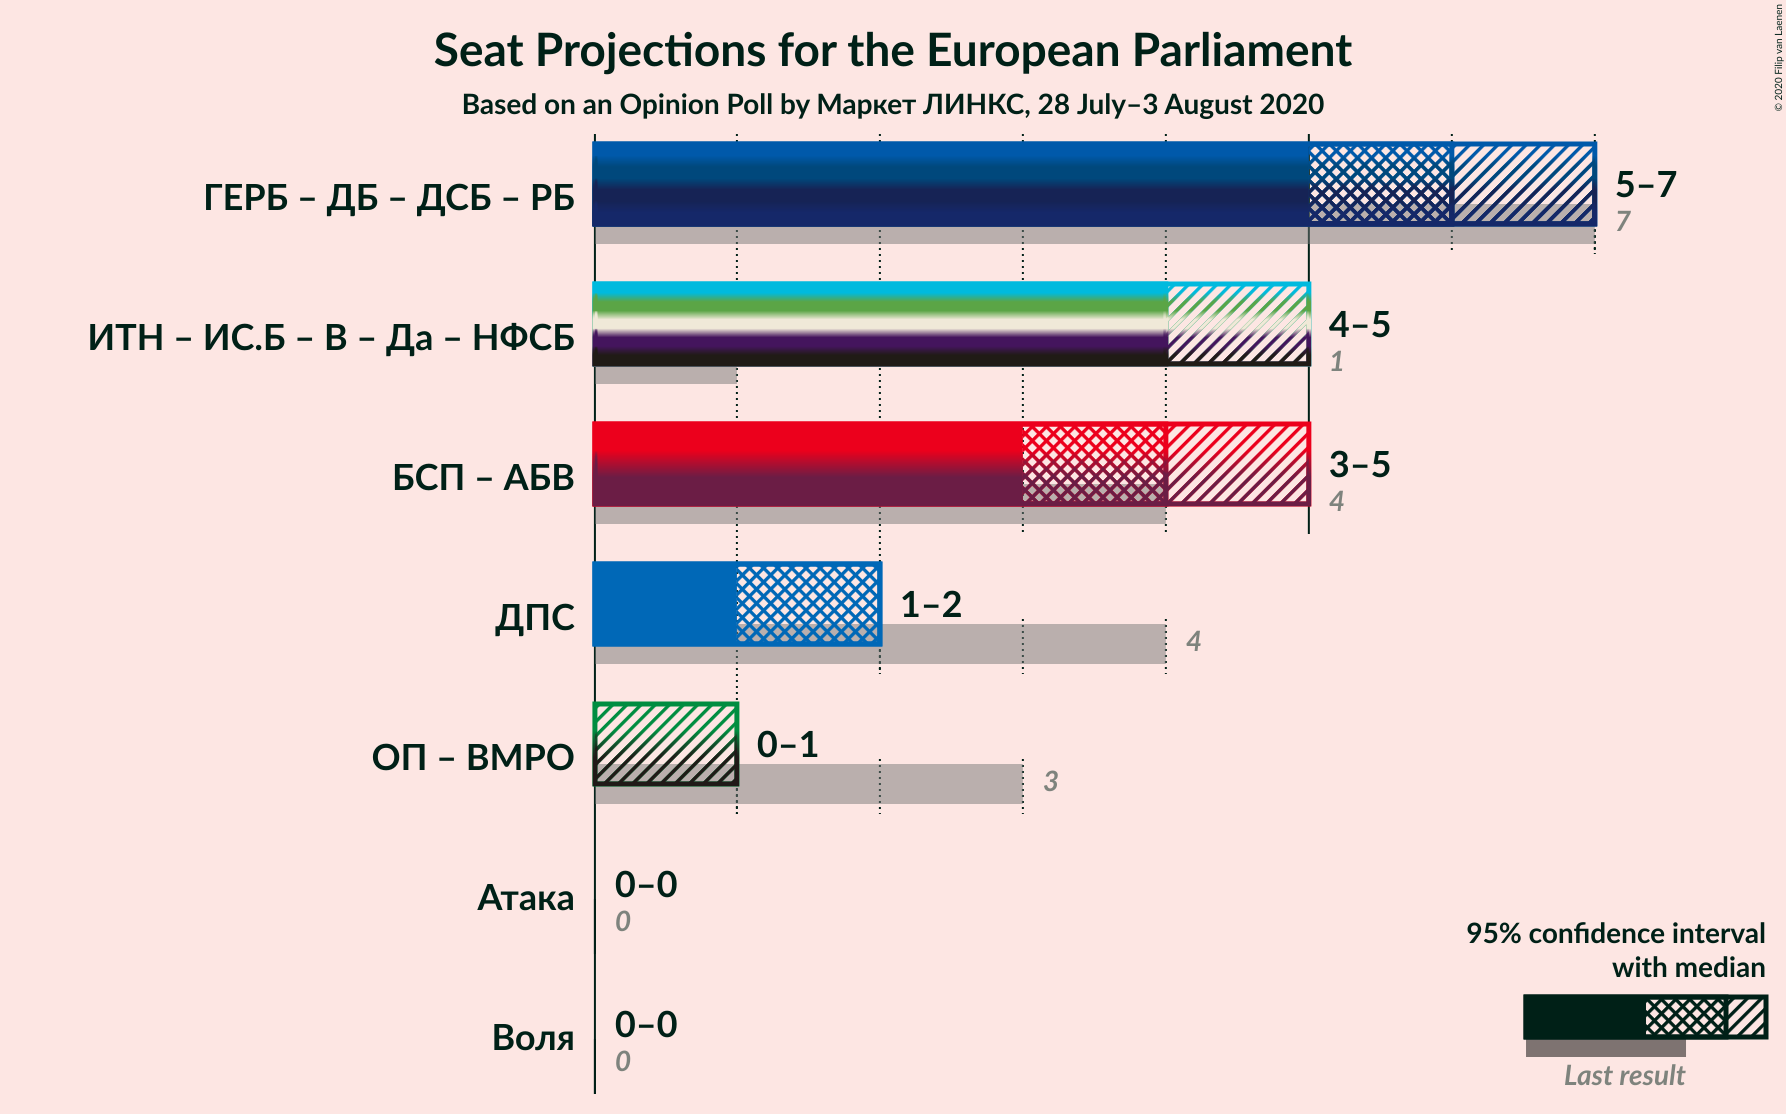 Seat Projections for the European Parliament
Based on an Opinion Poll by Маркет ЛИНКС, 28 July–3 August 2020
© 2020 Filip van Laenen
ГЕРБ – ДБ – ДСБ – РБ
5–7
7
ИТН – ИС.Б – В – Да – НФСБ
4–5
1
БСП – АБВ
3–5
4
ДПС
1–2
4
ОП – ВМРО
0–1
3
Атака
0–0
0
Воля
0–0
0
95% confidence interval
with median
Last result